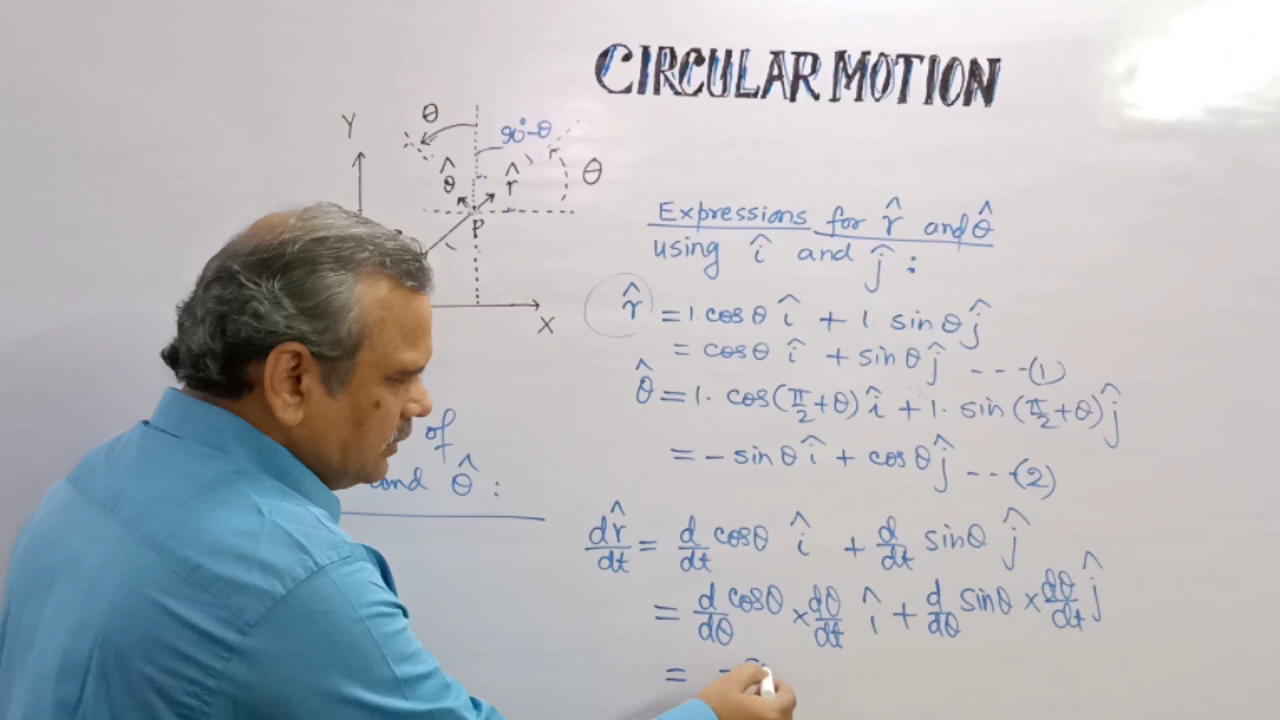 CIRCULAR MOTION
Y
θ
90°-θ
θ̂
r̂
θ
P
X
Expressions for r̂ and θ̂
using î and ĵ :
r̂ = 1. cosθ î + 1. sinθ ĵ
= cosθ î + sinθ ĵ ----(1)
θ̂ = 1. cos(π/2+θ) î + 1. sin(π/2+θ) ĵ
= - sinθ î + cosθ ĵ ----(2)
of
and θ̂ :
dr̂/dt = d/dt cosθ î + d/dt sinθ ĵ
= d/dθ cosθ × dθ/dt î + d/dθ sinθ × dθ/dt ĵ
= -